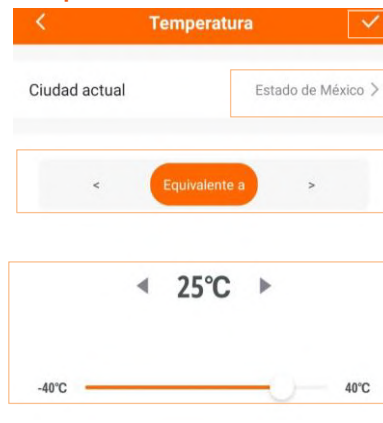 Temperatura
Ciudad actual Estado de México >
< Equivalente a >
25°C
-40°C 40°C